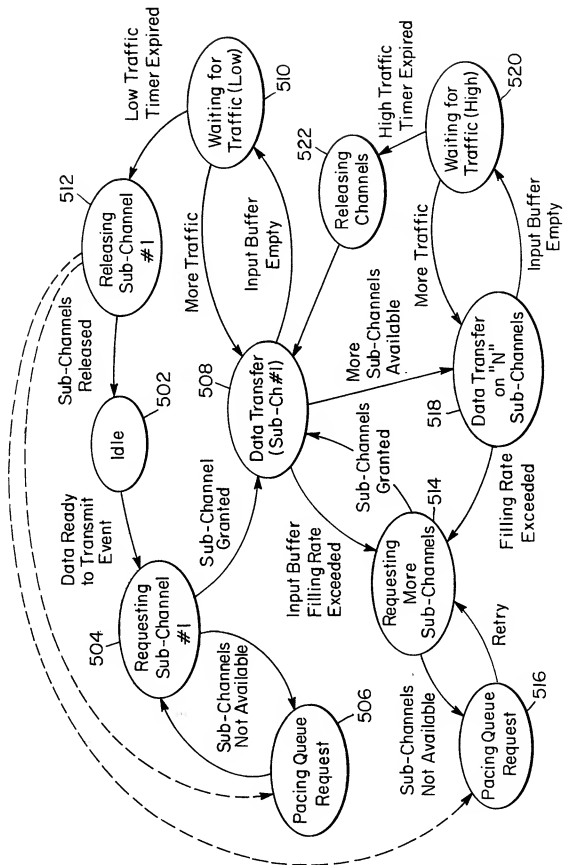 Low Traffic
Timer Expired
512
Releasing
Sub-Channel
#1
Waiting for
Traffic (Low)
510
Sub-Channels
Released
502
Idle
Data Ready
to Transmit
Event
504
Requesting
Sub-Channel
#1
Sub-Channel
Granted
Sub-Channels
Not Available
506
Pacing Queue
Request
More Traffic
Input Buffer
Empty
508
Data Transfer
(Sub-Ch#1)
522
Releasing
Channels
High Traffic
Timer Expired
Waiting for
Traffic (High)
520
More Traffic
Input Buffer
Empty
More
Sub-Channels
Available
518
Data Transfer
on "N"
Sub-Channels
Sub-Channels
Granted
Input Buffer
Filling Rate
Exceeded
514
Requesting
More
Sub-Channels
Filling Rate
Exceeded
Retry
Sub-Channels
Not Available
516
Pacing Queue
Request